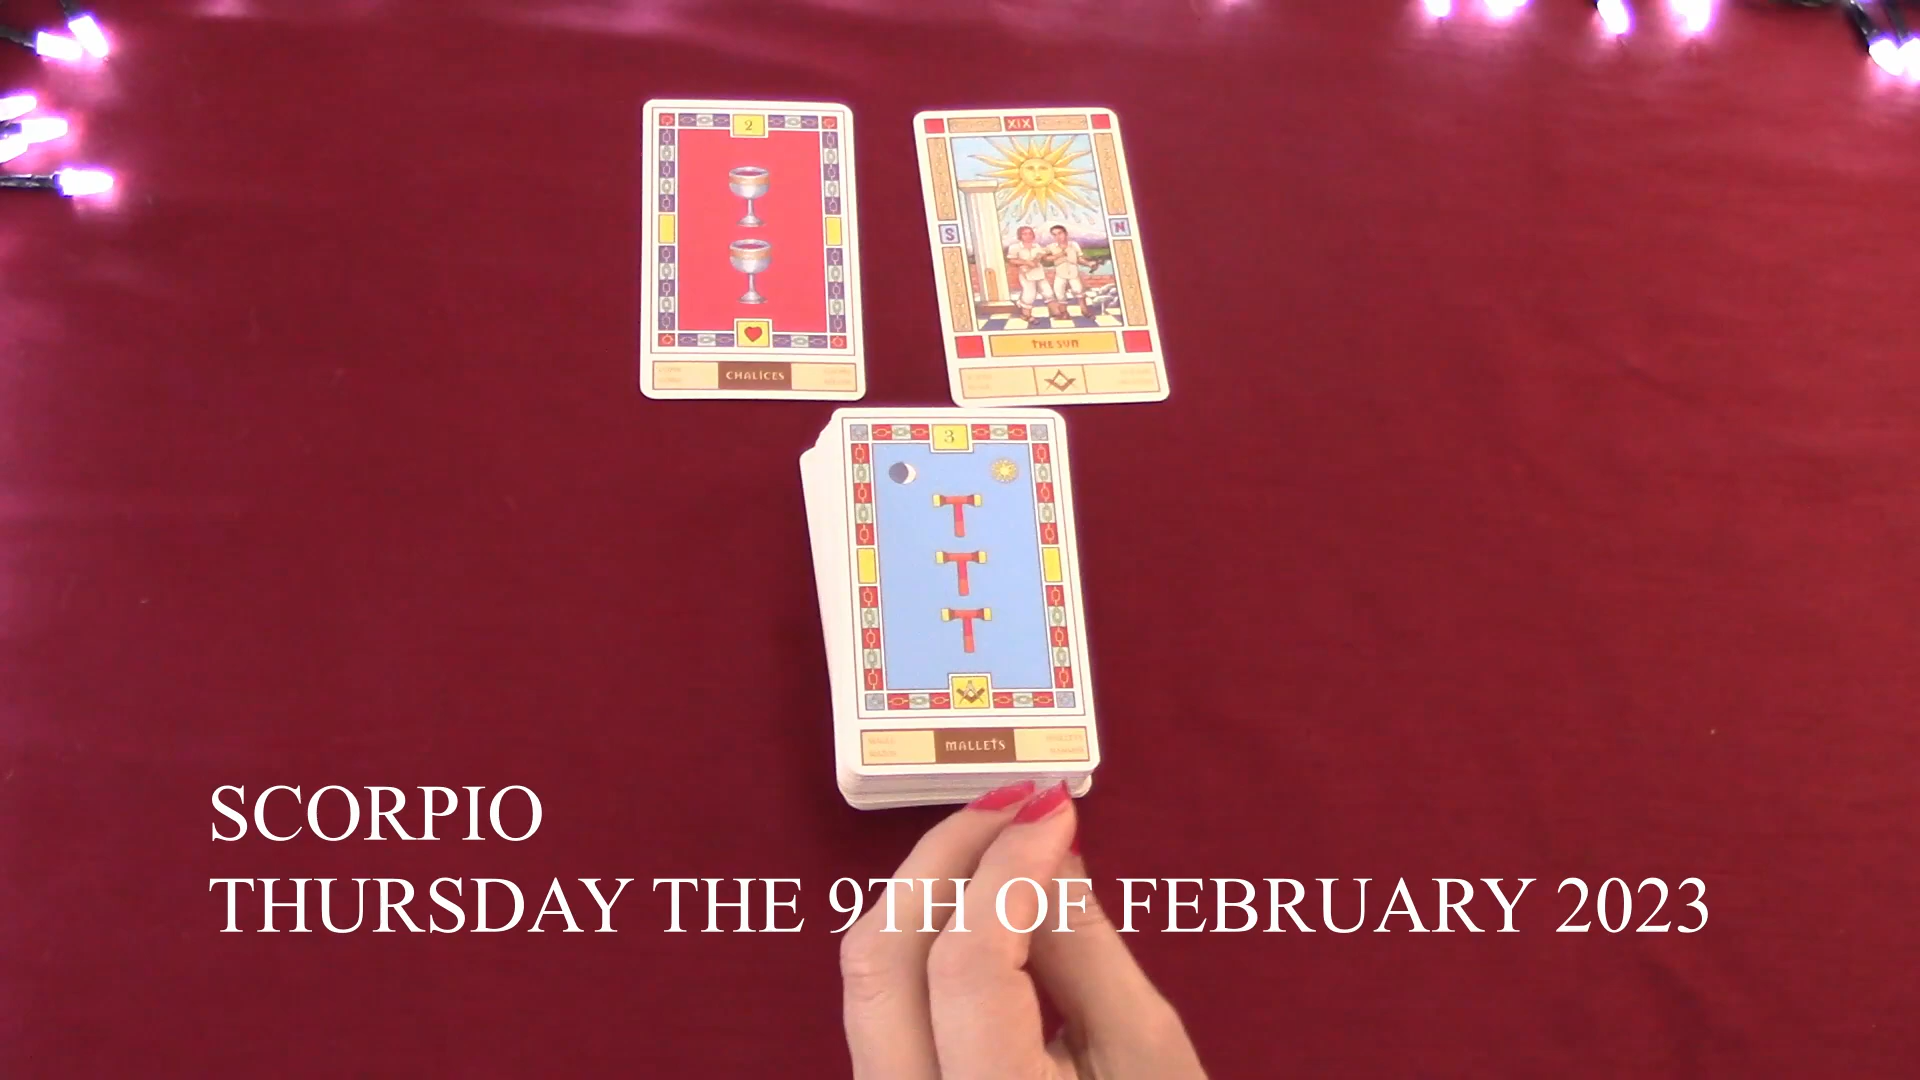 2
CHALICES
XIX
S
N
THE SUN
3
MALLETS
SCORPIO
THURSDAY THE 9TH OF FEBRUARY 2023